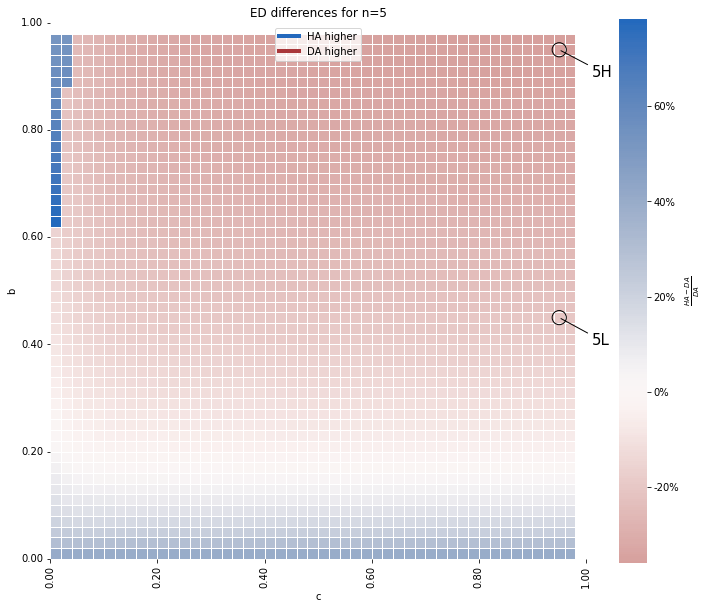 ED differences for n=5
HA higher
DA higher
5H
5L
1.00
0.80
0.60
0.40
0.20
0.00
b
0.00
0.20
0.40
0.60
0.80
1.00
c
60%
40%
20%
0%
-20%
HA − DA
DA